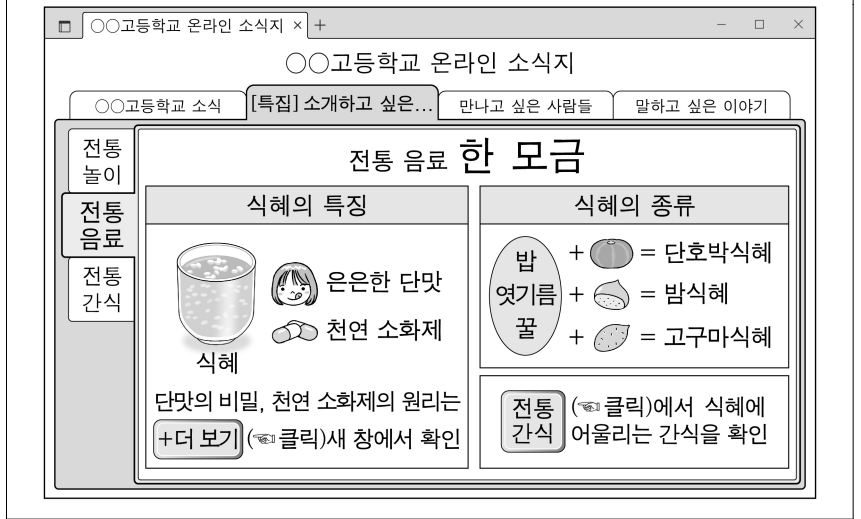 ○○고등학교 온라인 소식지 × +
○○고등학교 온라인 소식지
○○고등학교 소식
[특집] 소개하고 싶은...
만나고 싶은 사람들
말하고 싶은 이야기
전통
놀이
전통
음료
전통
간식
전통 음료 한 모금
식혜의 특징
은은한 단맛
천연 소화제
식혜
단맛의 비밀, 천연 소화제의 원리는
+더 보기 (☜ 클릭)새 창에서 확인
식혜의 종류
밥
엿기름
꿀
+ = 단호박식혜
+ = 밤식혜
+ = 고구마식혜
전통
간식
(☜ 클릭)에서 식혜에
어울리는 간식을 확인